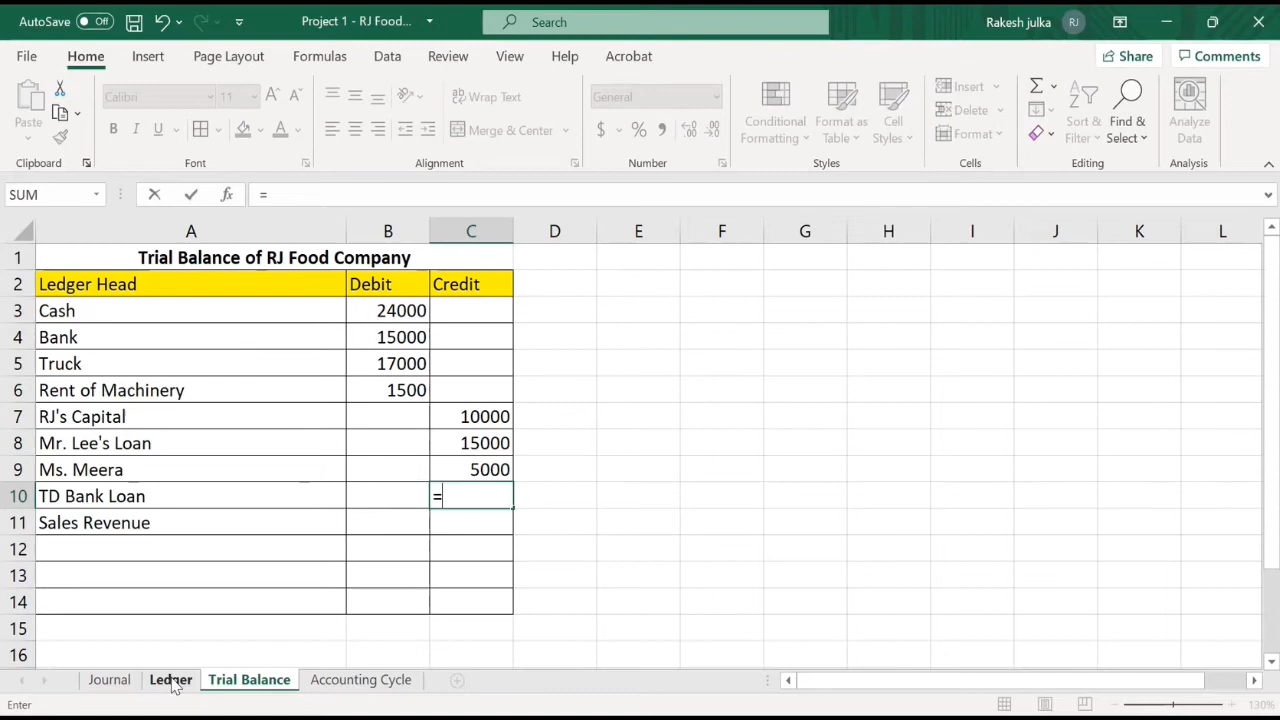 AutoSave Off Project 1 - RJ Food... Search Rakesh julka RJ
File Home Insert Page Layout Formulas Data Review View Help Acrobat Share Comments
Paste
Calibri 11
B I U
Wrap Text
Merge & Center
General
$ %
Conditional Formatting
Format as Table
Cell Styles
Insert
Delete
Format
Sort & Filter
Find & Select
Analyze Data
Clipboard Font Alignment Number Styles Cells Editing Analysis
SUM fx =
A B C D E F G H I J K L
1 Trial Balance of RJ Food Company
2 Ledger Head Debit Credit
3 Cash 24000
4 Bank 15000
5 Truck 17000
6 Rent of Machinery 1500
7 RJ's Capital 10000
8 Mr. Lee's Loan 15000
9 Ms. Meera 5000
10 TD Bank Loan =
11 Sales Revenue
12
13
14
15
16
Journal Ledger Trial Balance Accounting Cycle
Enter 130%